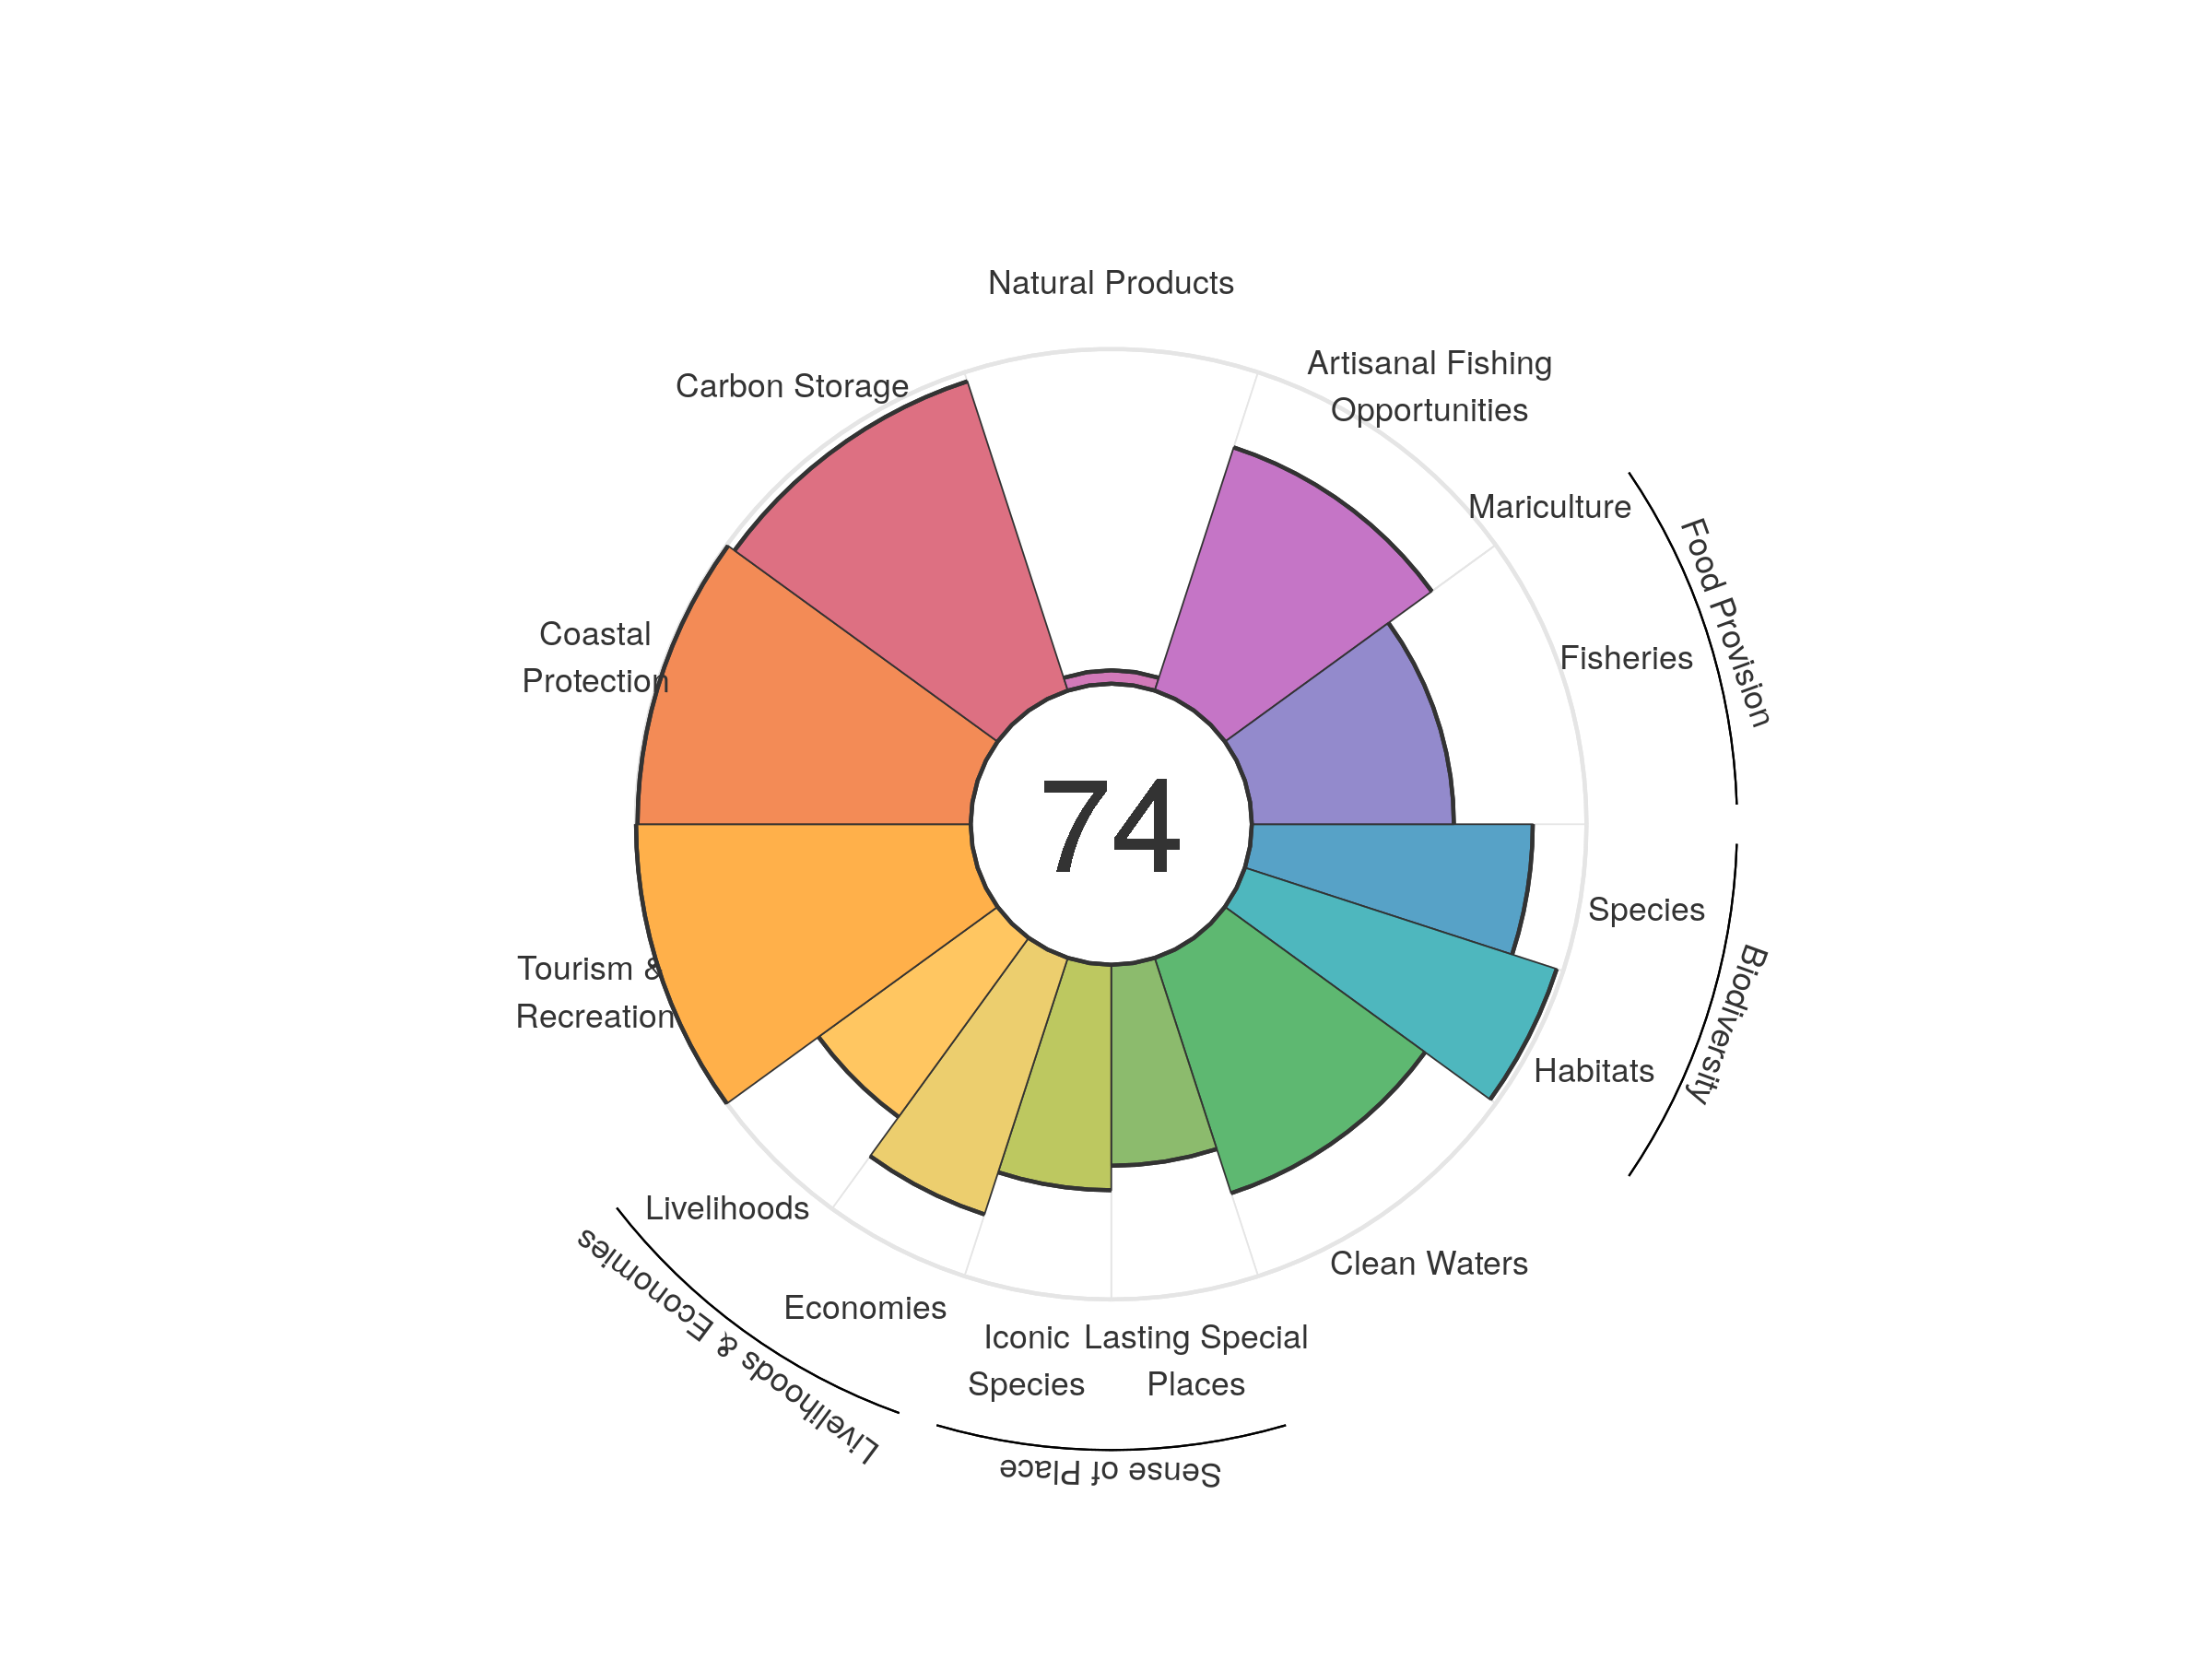 Natural Products
Artisanal Fishing
Opportunities
Carbon Storage
Mariculture
Food Provision
Fisheries
Coastal
Protection
74
Species
Biodiversity
Tourism &
Recreation
Habitats
Livelihoods
Clean Waters
Livelihoods & Economies
Economies
Iconic
Species
Lasting Special
Places
Sense of Place